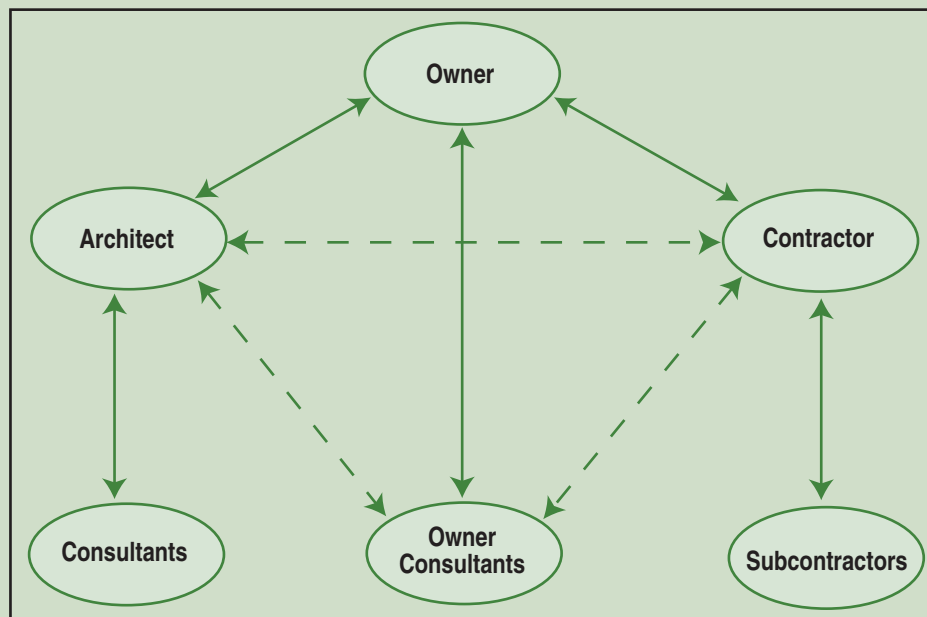 Owner
Architect
Contractor
Consultants
Owner
Consultants
Subcontractors